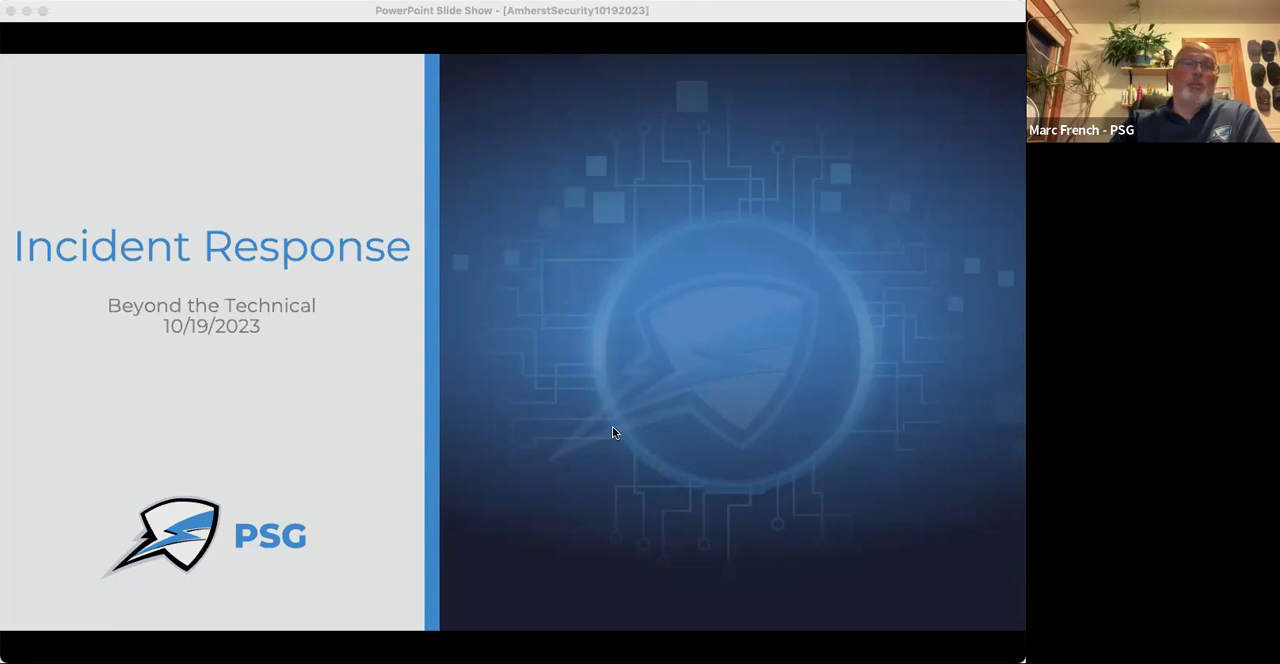 PowerPoint Slide Show - [AmherstSecurity10192023]
Incident Response
Beyond the Technical
10/19/2023
PSG
Marc French - PSG